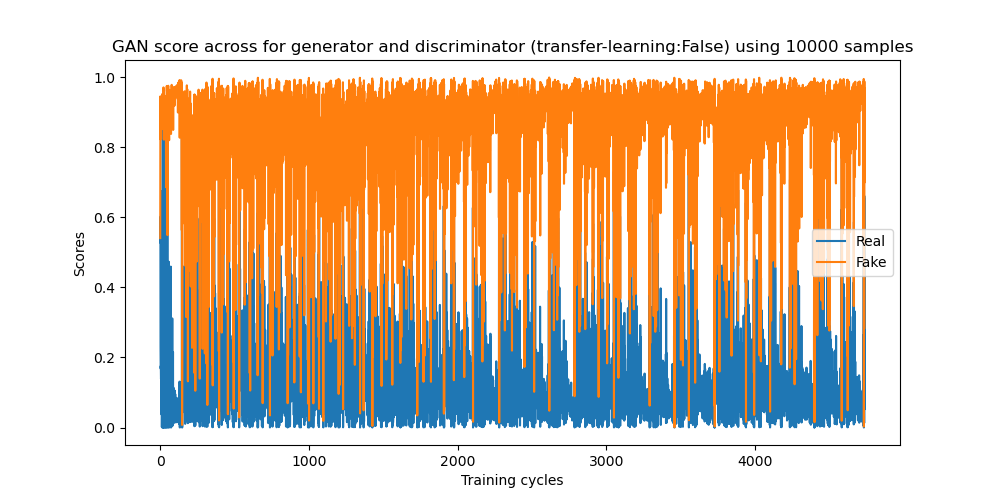 GAN score across for generator and discriminator (transfer-learning:False) using 10000 samples
1.0
0.8
0.6
0.4
0.2
0.0
Scores
Real
Fake
0 1000 2000 3000 4000
Training cycles